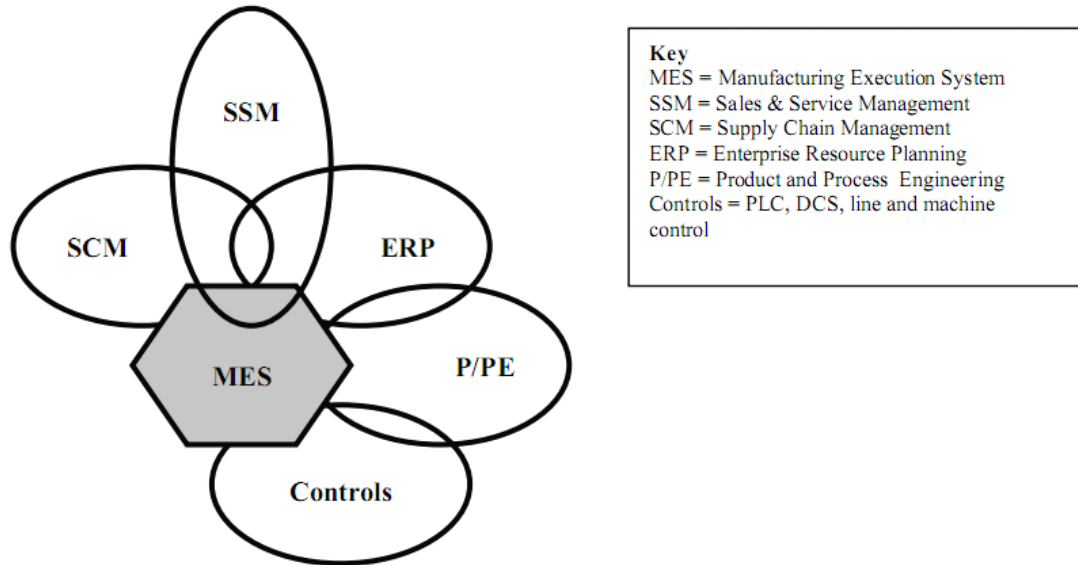 SSM
SCM
ERP
MES
P/PE
Controls
Key
MES = Manufacturing Execution System
SSM = Sales & Service Management
SCM = Supply Chain Management
ERP = Enterprise Resource Planning
P/PE = Product and Process  Engineering
Controls = PLC, DCS, line and machine
control